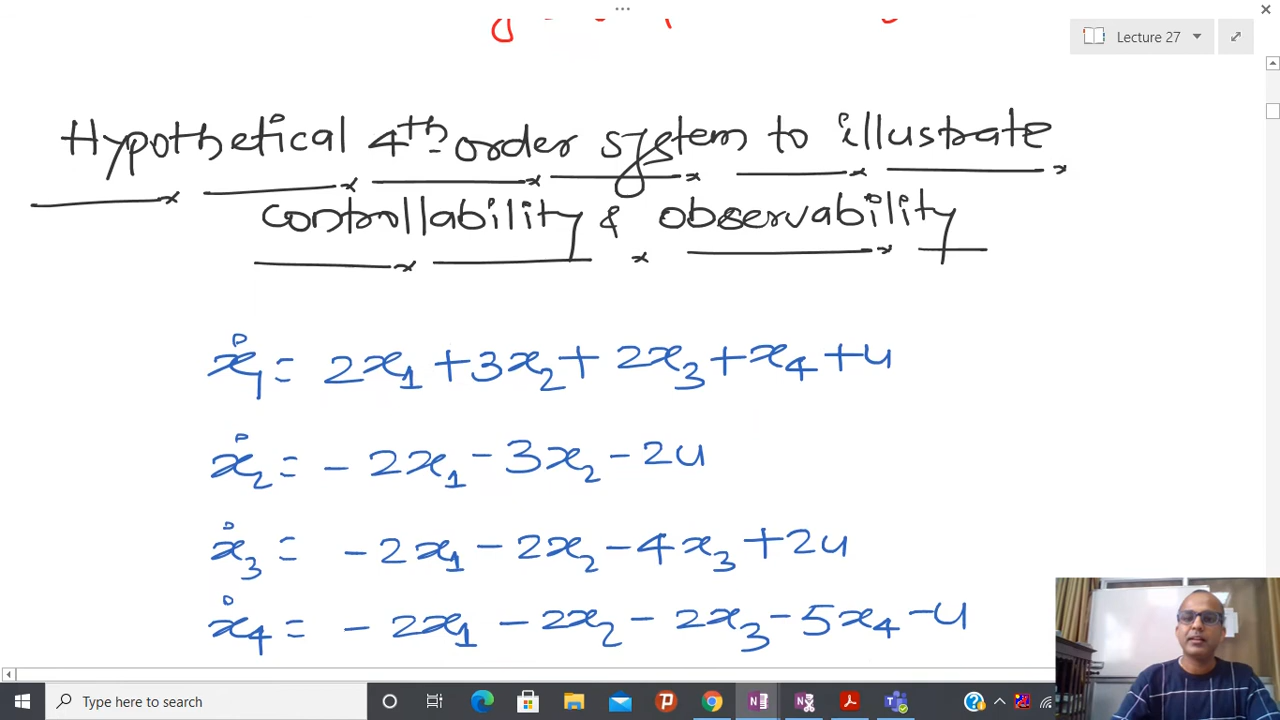 Lecture 27
Hypothetical 4th order system to illustrate
controllability & observability
ẋ₁ = 2x₁ + 3x₂ + 2x₃ + x₄ + u
ẋ₂ = - 2x₁ - 3x₂ - 2u
ẋ₃ = - 2x₁ - 2x₂ - 4x₃ + 2u
ẋ₄ = - 2x₁ - 2x₂ - 2x₃ - 5x₄ - u
Type here to search